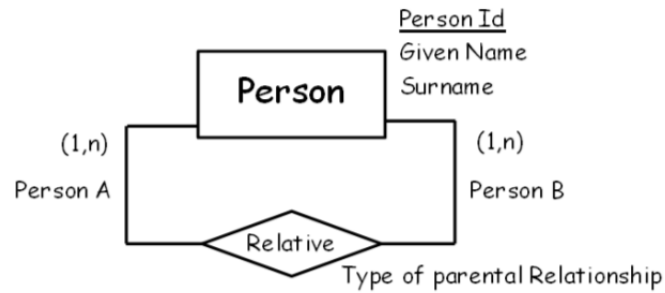 Person Id
Given Name
Surname
Person
(1,n)
(1,n)
Person A
Person B
Relative
Type of parental Relationship